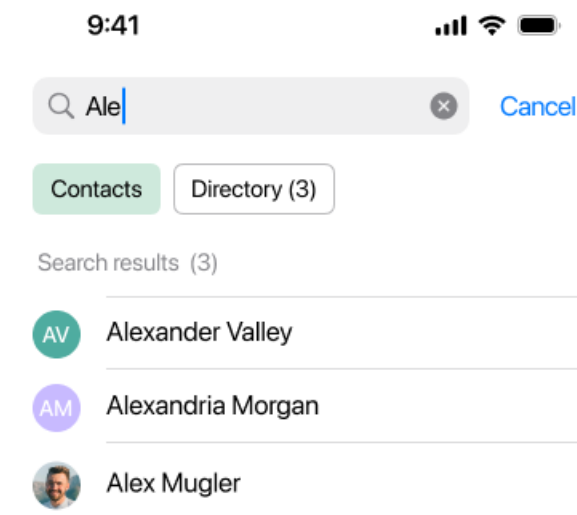 9:41
Ale
Cancel
Contacts
Directory (3)
Search results (3)
AV
Alexander Valley
AM
Alexandria Morgan
Alex Mugler